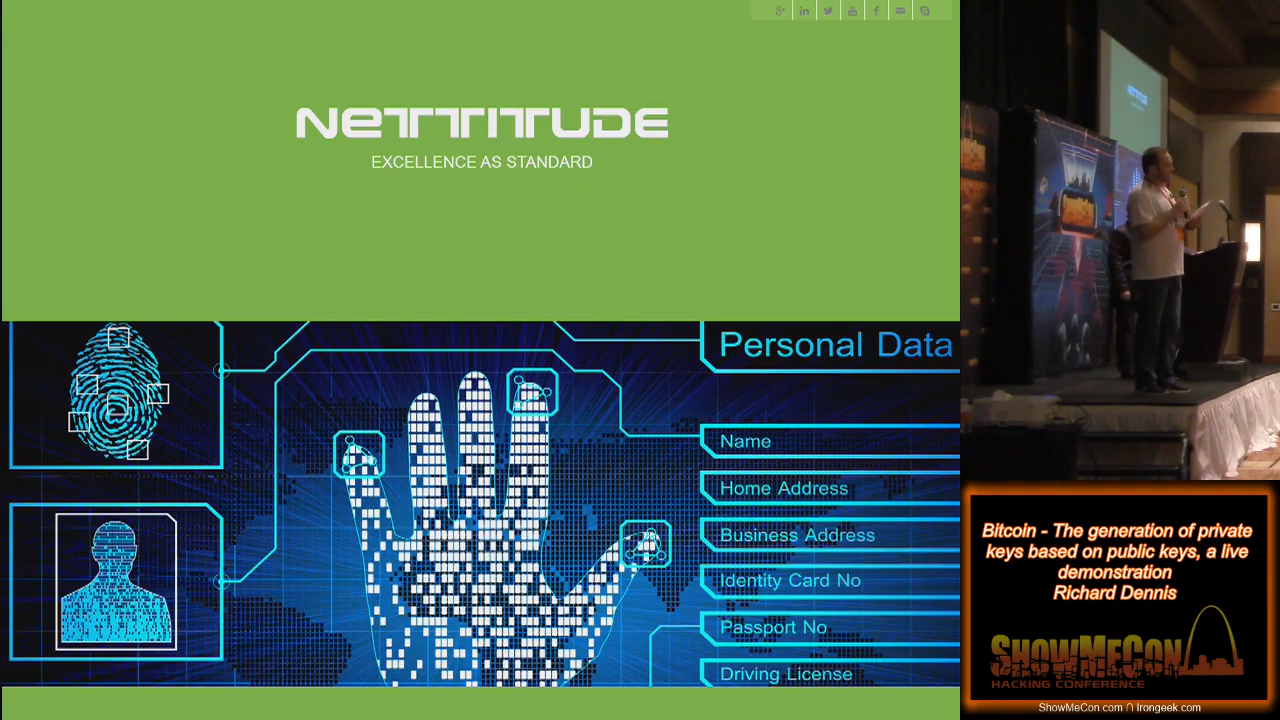 NETTITUDE
EXCELLENCE AS STANDARD
Personal Data
Name
Home Address
Business Address
Identity Card No
Passport No
Driving License
Bitcoin - The generation of private
keys based on public keys, a live
demonstration
Richard Dennis
ShowMeCon
HACKING CONFERENCE
ShowMeCon.com ∩ Irongeek.com